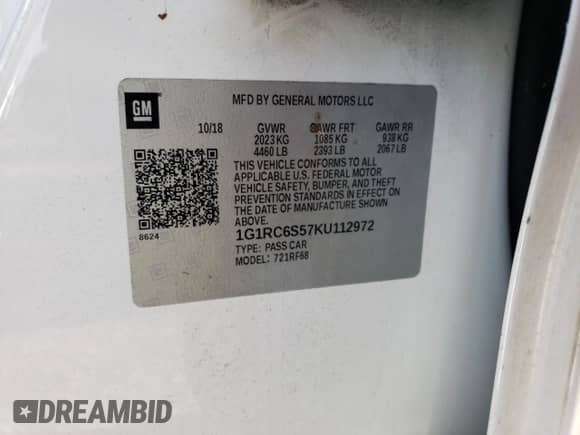 GM
MFD BY GENERAL MOTORS LLC
10/18 GVWR GAWR FRT GAWR RR
2023 KG 1085 KG 938 KG
4460 LB 2393 LB 2067 LB
THIS VEHICLE CONFORMS TO ALL
APPLICABLE U.S. FEDERAL MOTOR
VEHICLE SAFETY, BUMPER, AND THEFT
PREVENTION STANDARDS IN EFFECT ON
THE DATE OF MANUFACTURE SHOWN
ABOVE.
8624
1G1RC6S57KU112972
TYPE: PASS CAR
MODEL: 721RF68
DREAMBID